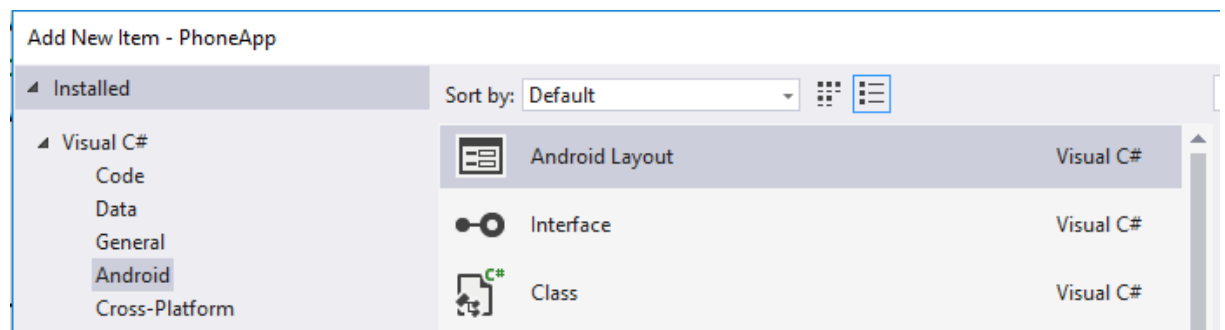 Add New Item - PhoneApp
Installed
Sort by: Default
Visual C#
Code
Data
General
Android
Cross-Platform
Android Layout Visual C#
Interface Visual C#
C#
Class Visual C#